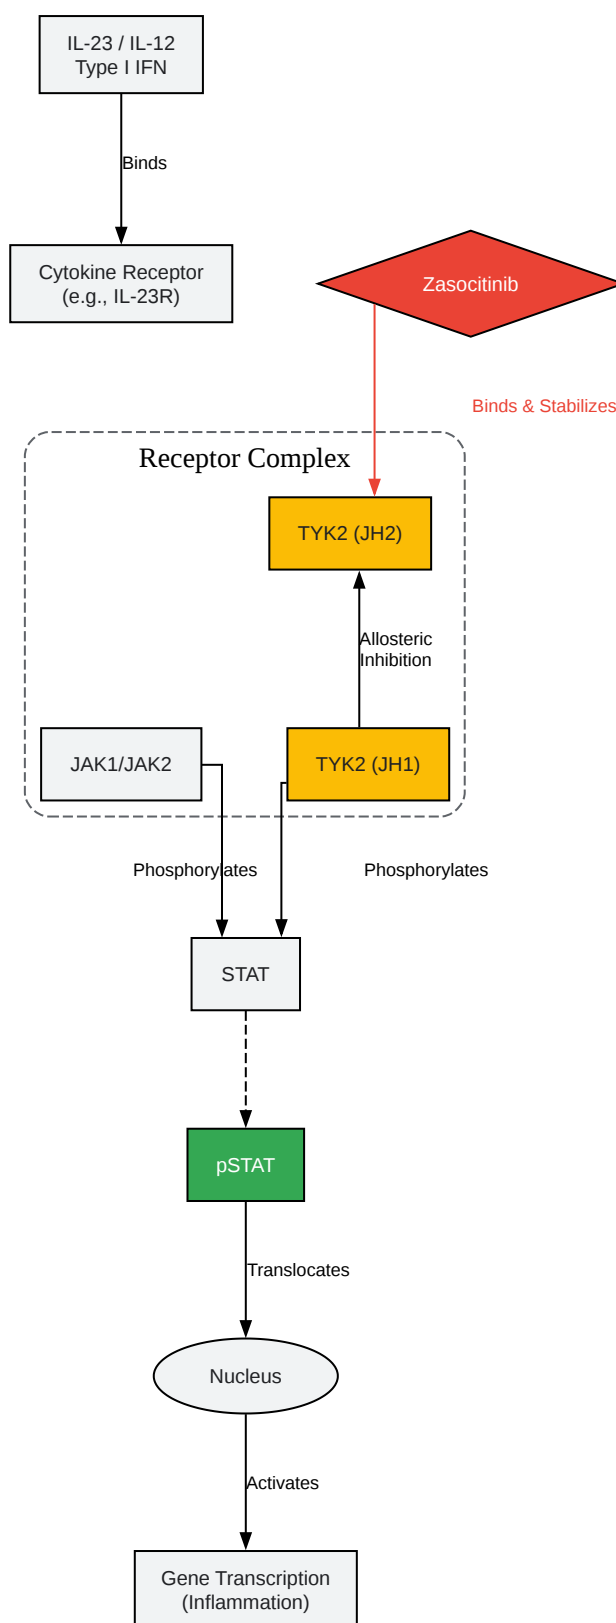 IL-23 / IL-12
Type I IFN
Binds
Cytokine Receptor
(e.g., IL-23R)
Zasocitinib
Binds & Stabilizes
Receptor Complex
TYK2 (JH2)
Allosteric
Inhibition
JAK1/JAK2
TYK2 (JH1)
Phosphorylates
Phosphorylates
STAT
pSTAT
Translocates
Nucleus
Activates
Gene Transcription
(Inflammation)